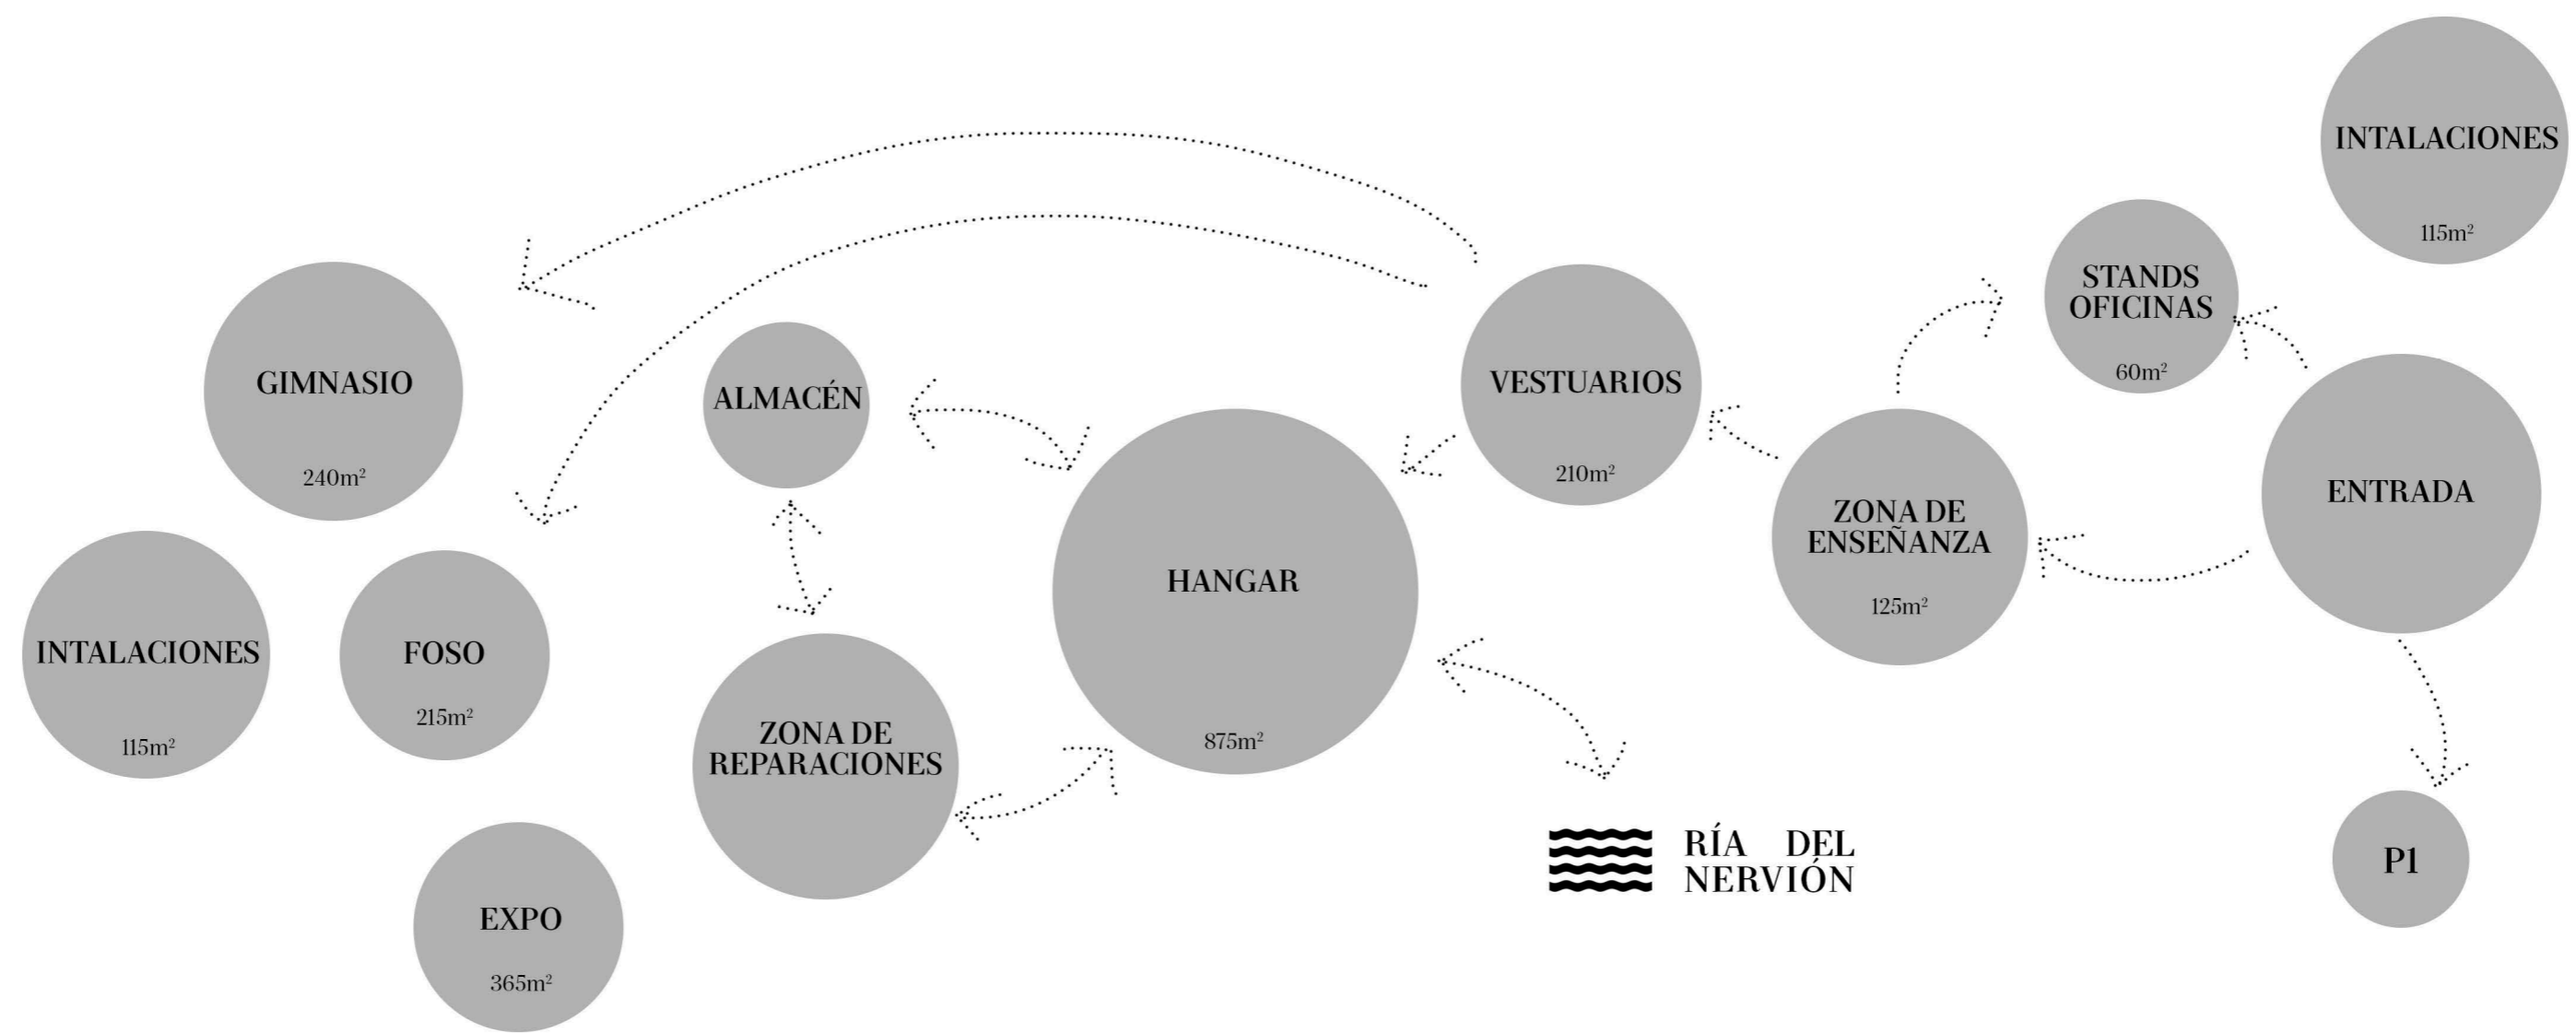 INTALACIONES
115m²
STANDS
OFICINAS
60m²
GIMNASIO
240m²
ALMACÉN
VESTUARIOS
210m²
ENTRADA
ZONA DE
ENSEÑANZA
125m²
HANGAR
875m²
INTALACIONES
115m²
FOSO
215m²
ZONA DE
REPARACIONES
RÍA DEL
NERVIÓN
P1
EXPO
365m²